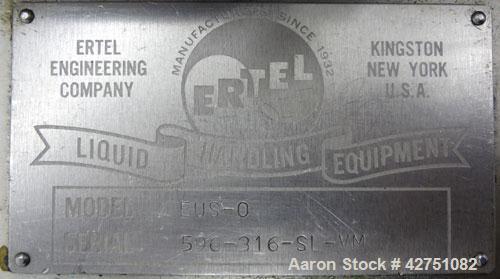 ERTEL
ENGINEERING
COMPANY
MANUFACTURERS SINCE 1932
ERTEL
KINGSTON
NEW YORK
U.S.A.
LIQUID HANDLING EQUIPMENT
MODEL EUS-O
SERIAL 596-316-SL-VM
Aaron Stock # 42751082